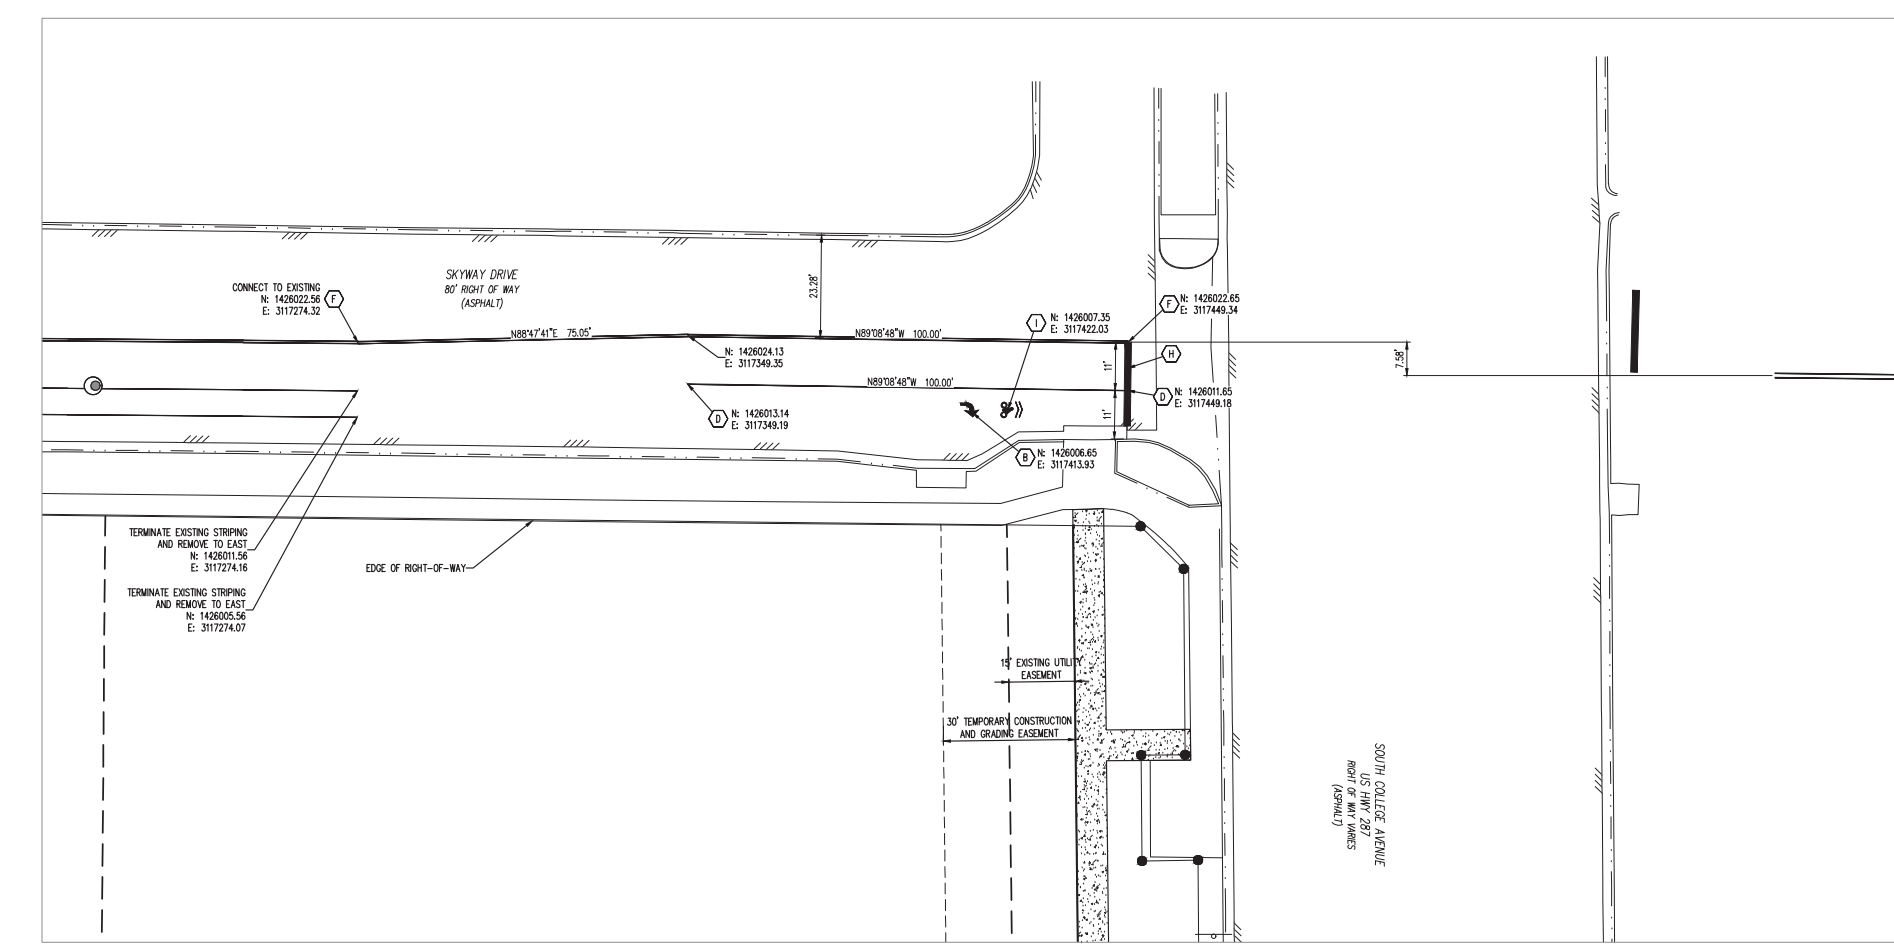 SKYWAY DRIVE
80' RIGHT OF WAY
(ASPHALT)
CONNECT TO EXISTING
N: 1426022.56
E: 3117274.32
F
23.28'
N88°47'41"E 75.05'
N89°08'48"W 100.00'
N: 1426024.13
E: 3117349.35
I
N: 1426007.35
E: 3117422.03
F
N: 1426022.65
E: 3117449.34
H
11'
11'
7.58'
N89°08'48"W 100.00'
D
N: 1426013.14
E: 3117349.19
D
N: 1426011.65
E: 3117449.18
B
N: 1426006.65
E: 3117413.93
TERMINATE EXISTING STRIPING
AND REMOVE TO EAST
N: 1426011.56
E: 3117274.16
TERMINATE EXISTING STRIPING
AND REMOVE TO EAST
N: 1426005.56
E: 3117274.07
EDGE OF RIGHT-OF-WAY
15' EXISTING UTILITY
EASEMENT
30' TEMPORARY CONSTRUCTION
AND GRADING EASEMENT
SOUTH COLLEGE AVENUE
US HWY 287
RIGHT OF WAY VARIES
(ASPHALT)